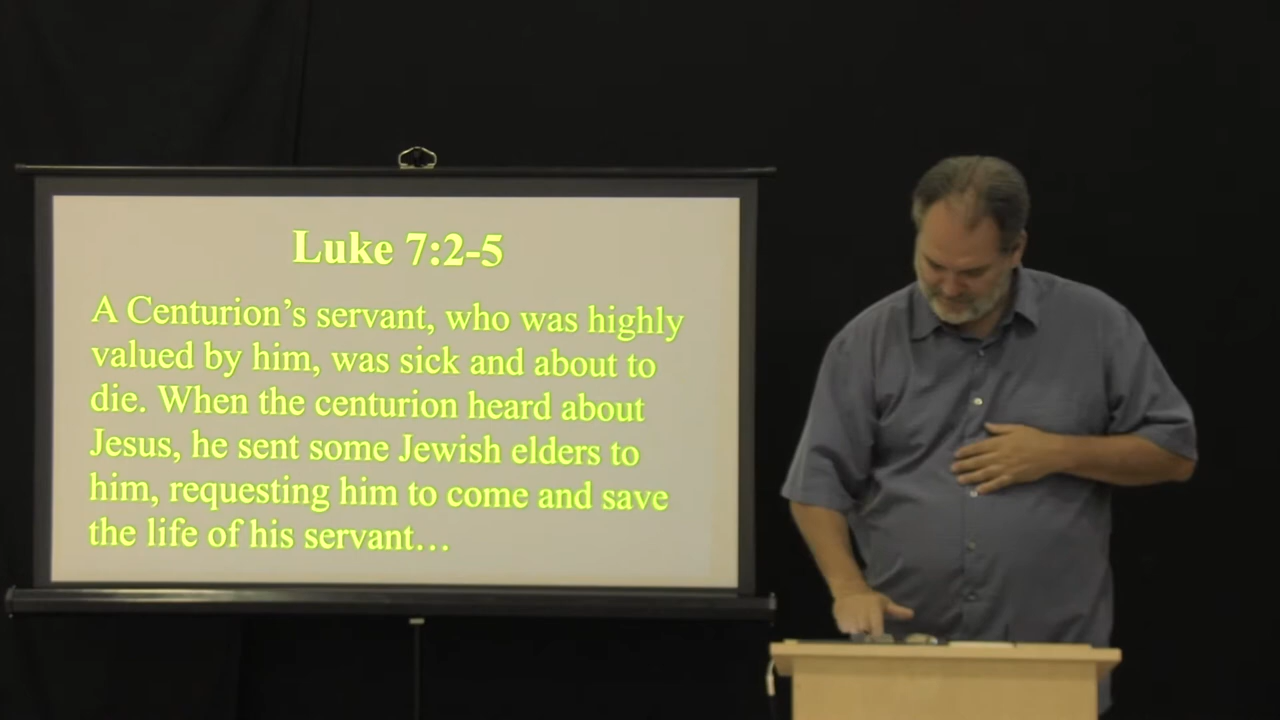 Luke 7:2-5
A Centurion’s servant, who was highly
valued by him, was sick and about to
die. When the centurion heard about
Jesus, he sent some Jewish elders to
him, requesting him to come and save
the life of his servant…